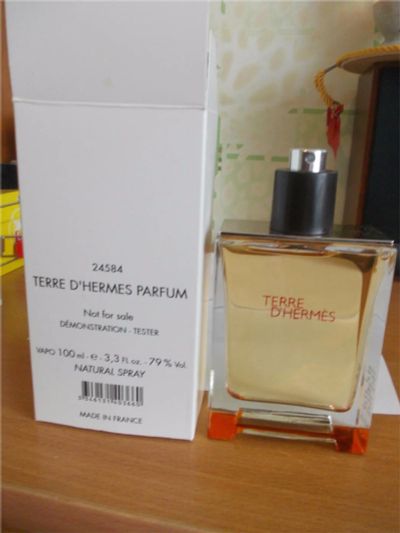 24584
TERRE D'HERMES PARFUM
Not for sale
DÉMONSTRATION - TESTER
VAPO 100 ml - e - 3,3 Fl. oz. - 79 % Vol.
NATURAL SPRAY
MADE IN FRANCE
TERRE
D'HERMÈS